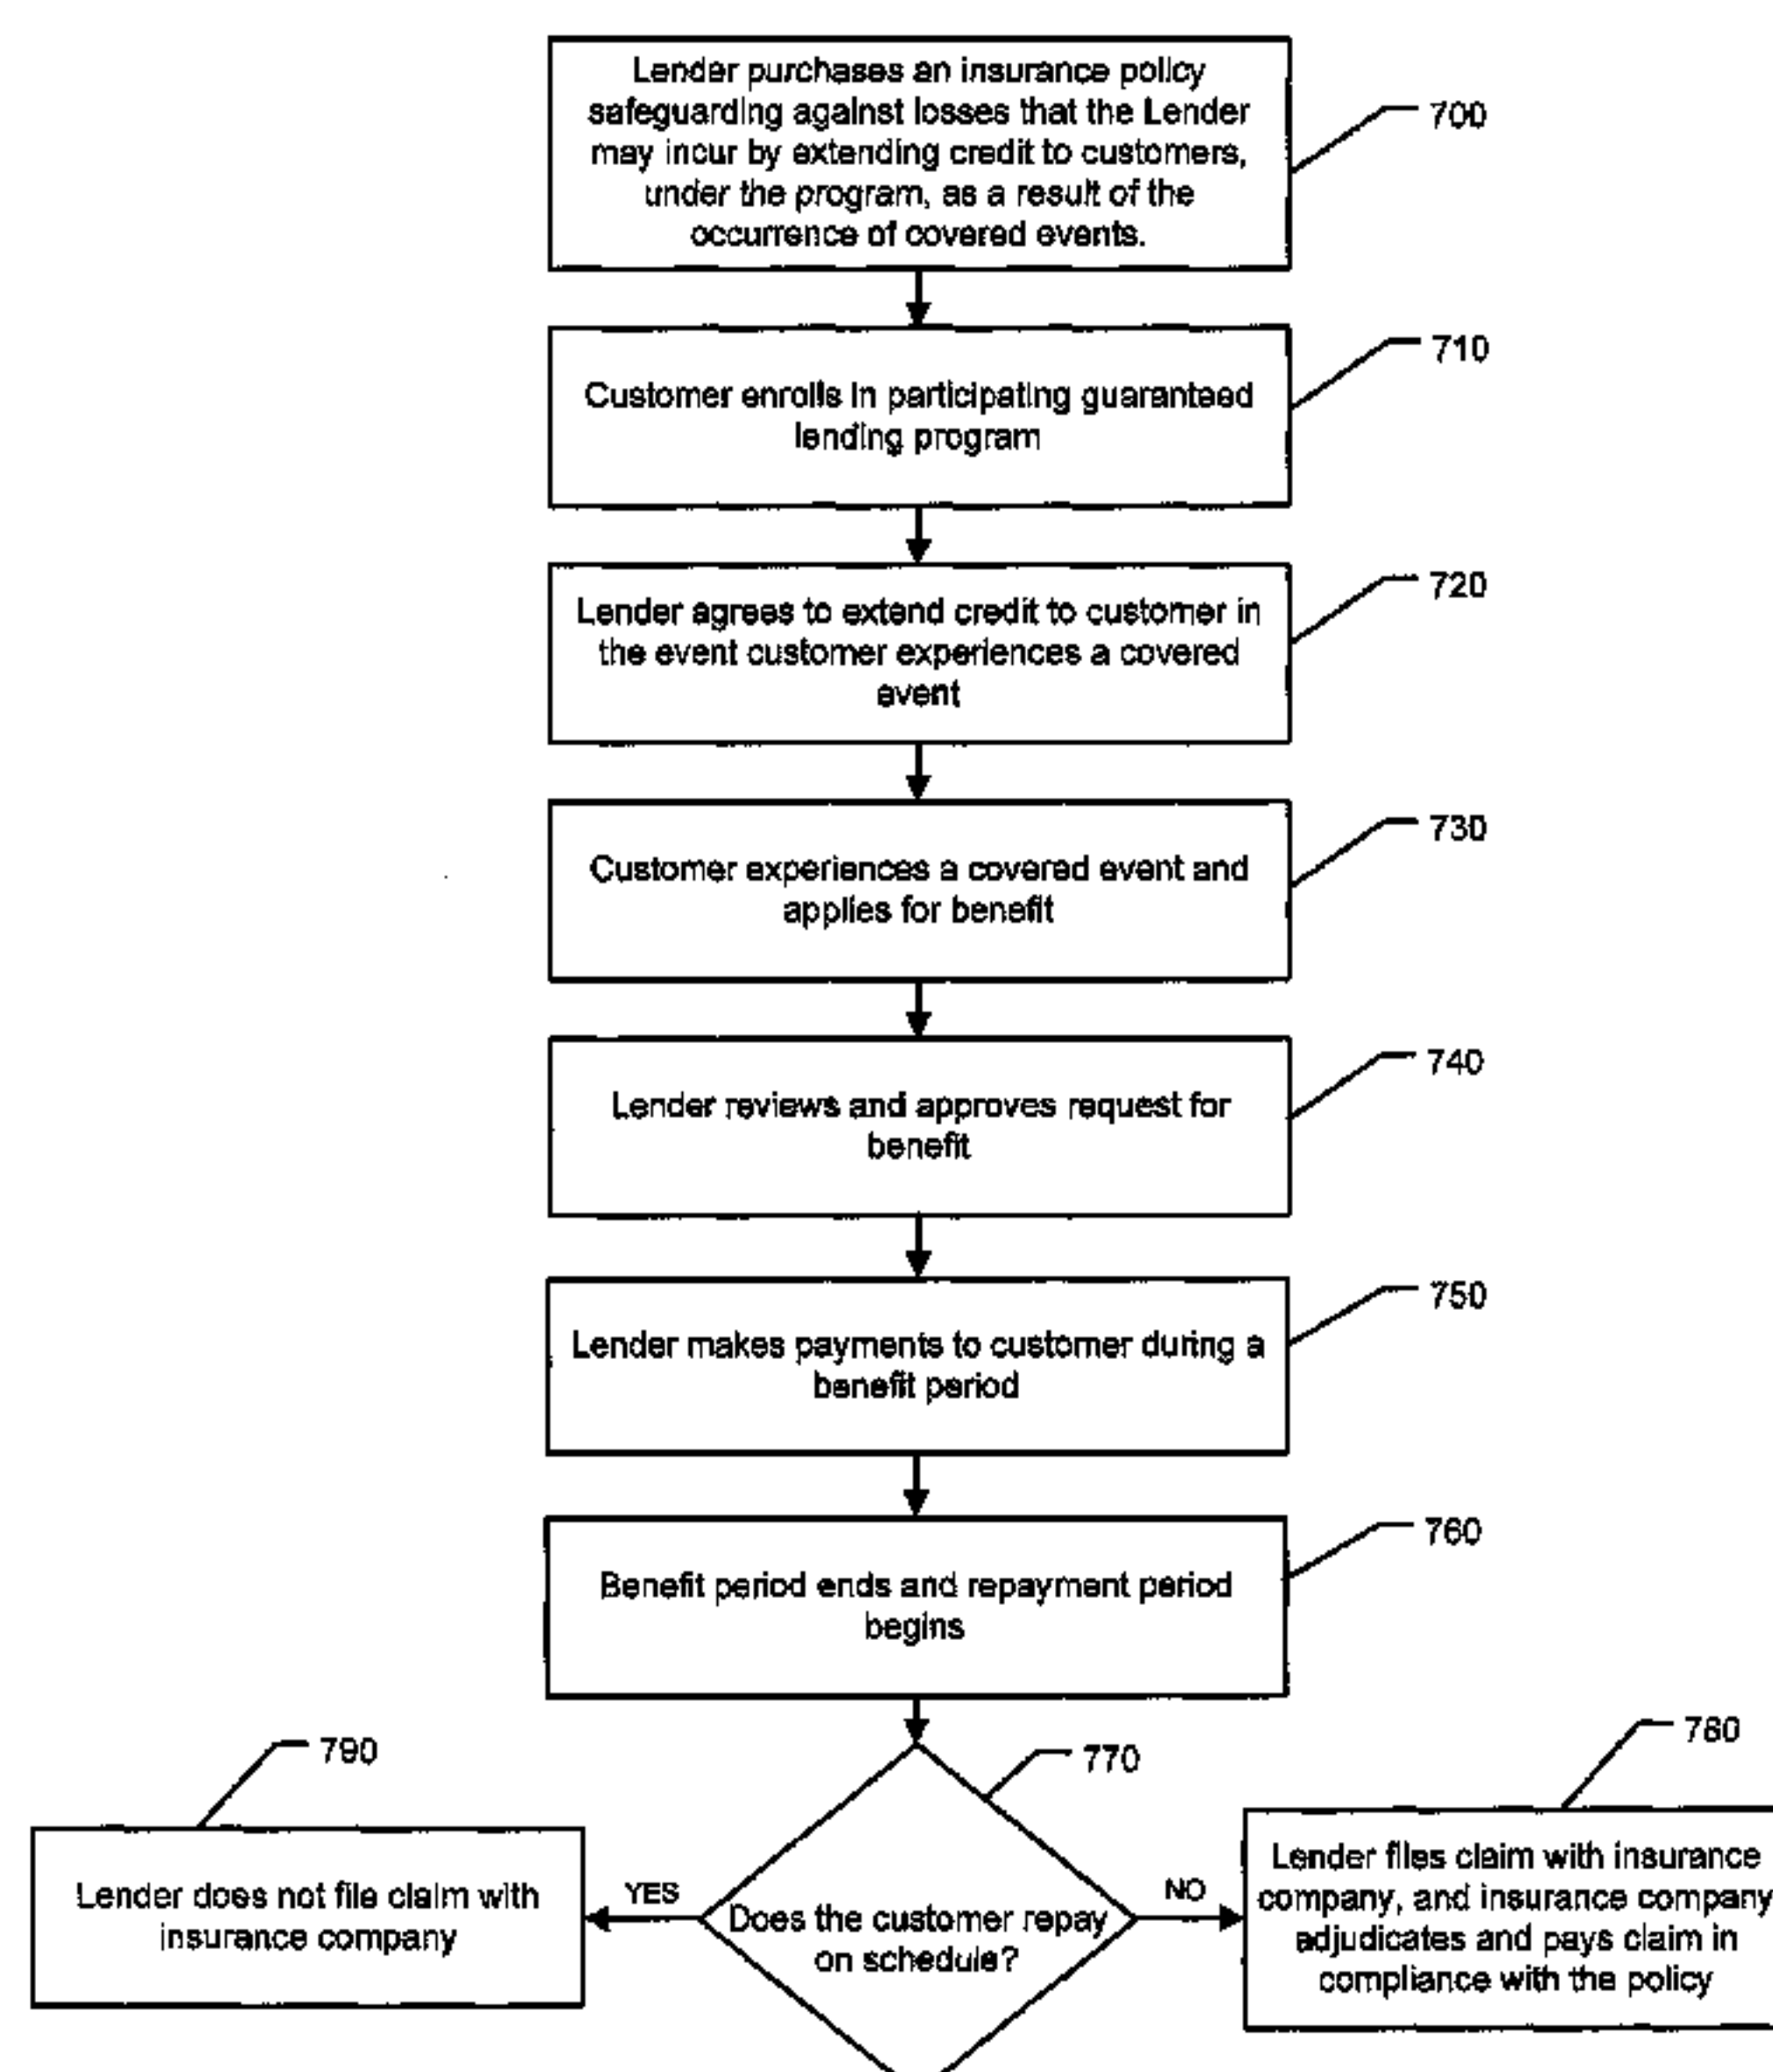 Lender purchases an insurance policy
safeguarding against losses that the Lender
may incur by extending credit to customers,
under the program, as a result of the
occurrence of covered events.
700
Customer enrolls in participating guaranteed
lending program
710
Lender agrees to extend credit to customer in
the event customer experiences a covered
event
720
Customer experiences a covered event and
applies for benefit
730
Lender reviews and approves request for
benefit
740
Lender makes payments to customer during a
benefit period
750
Benefit period ends and repayment period
begins
760
790
Lender does not file claim with
insurance company
YES
770
Does the customer repay
on schedule?
NO
780
Lender files claim with insurance
company, and insurance company
adjudicates and pays claim in
compliance with the policy